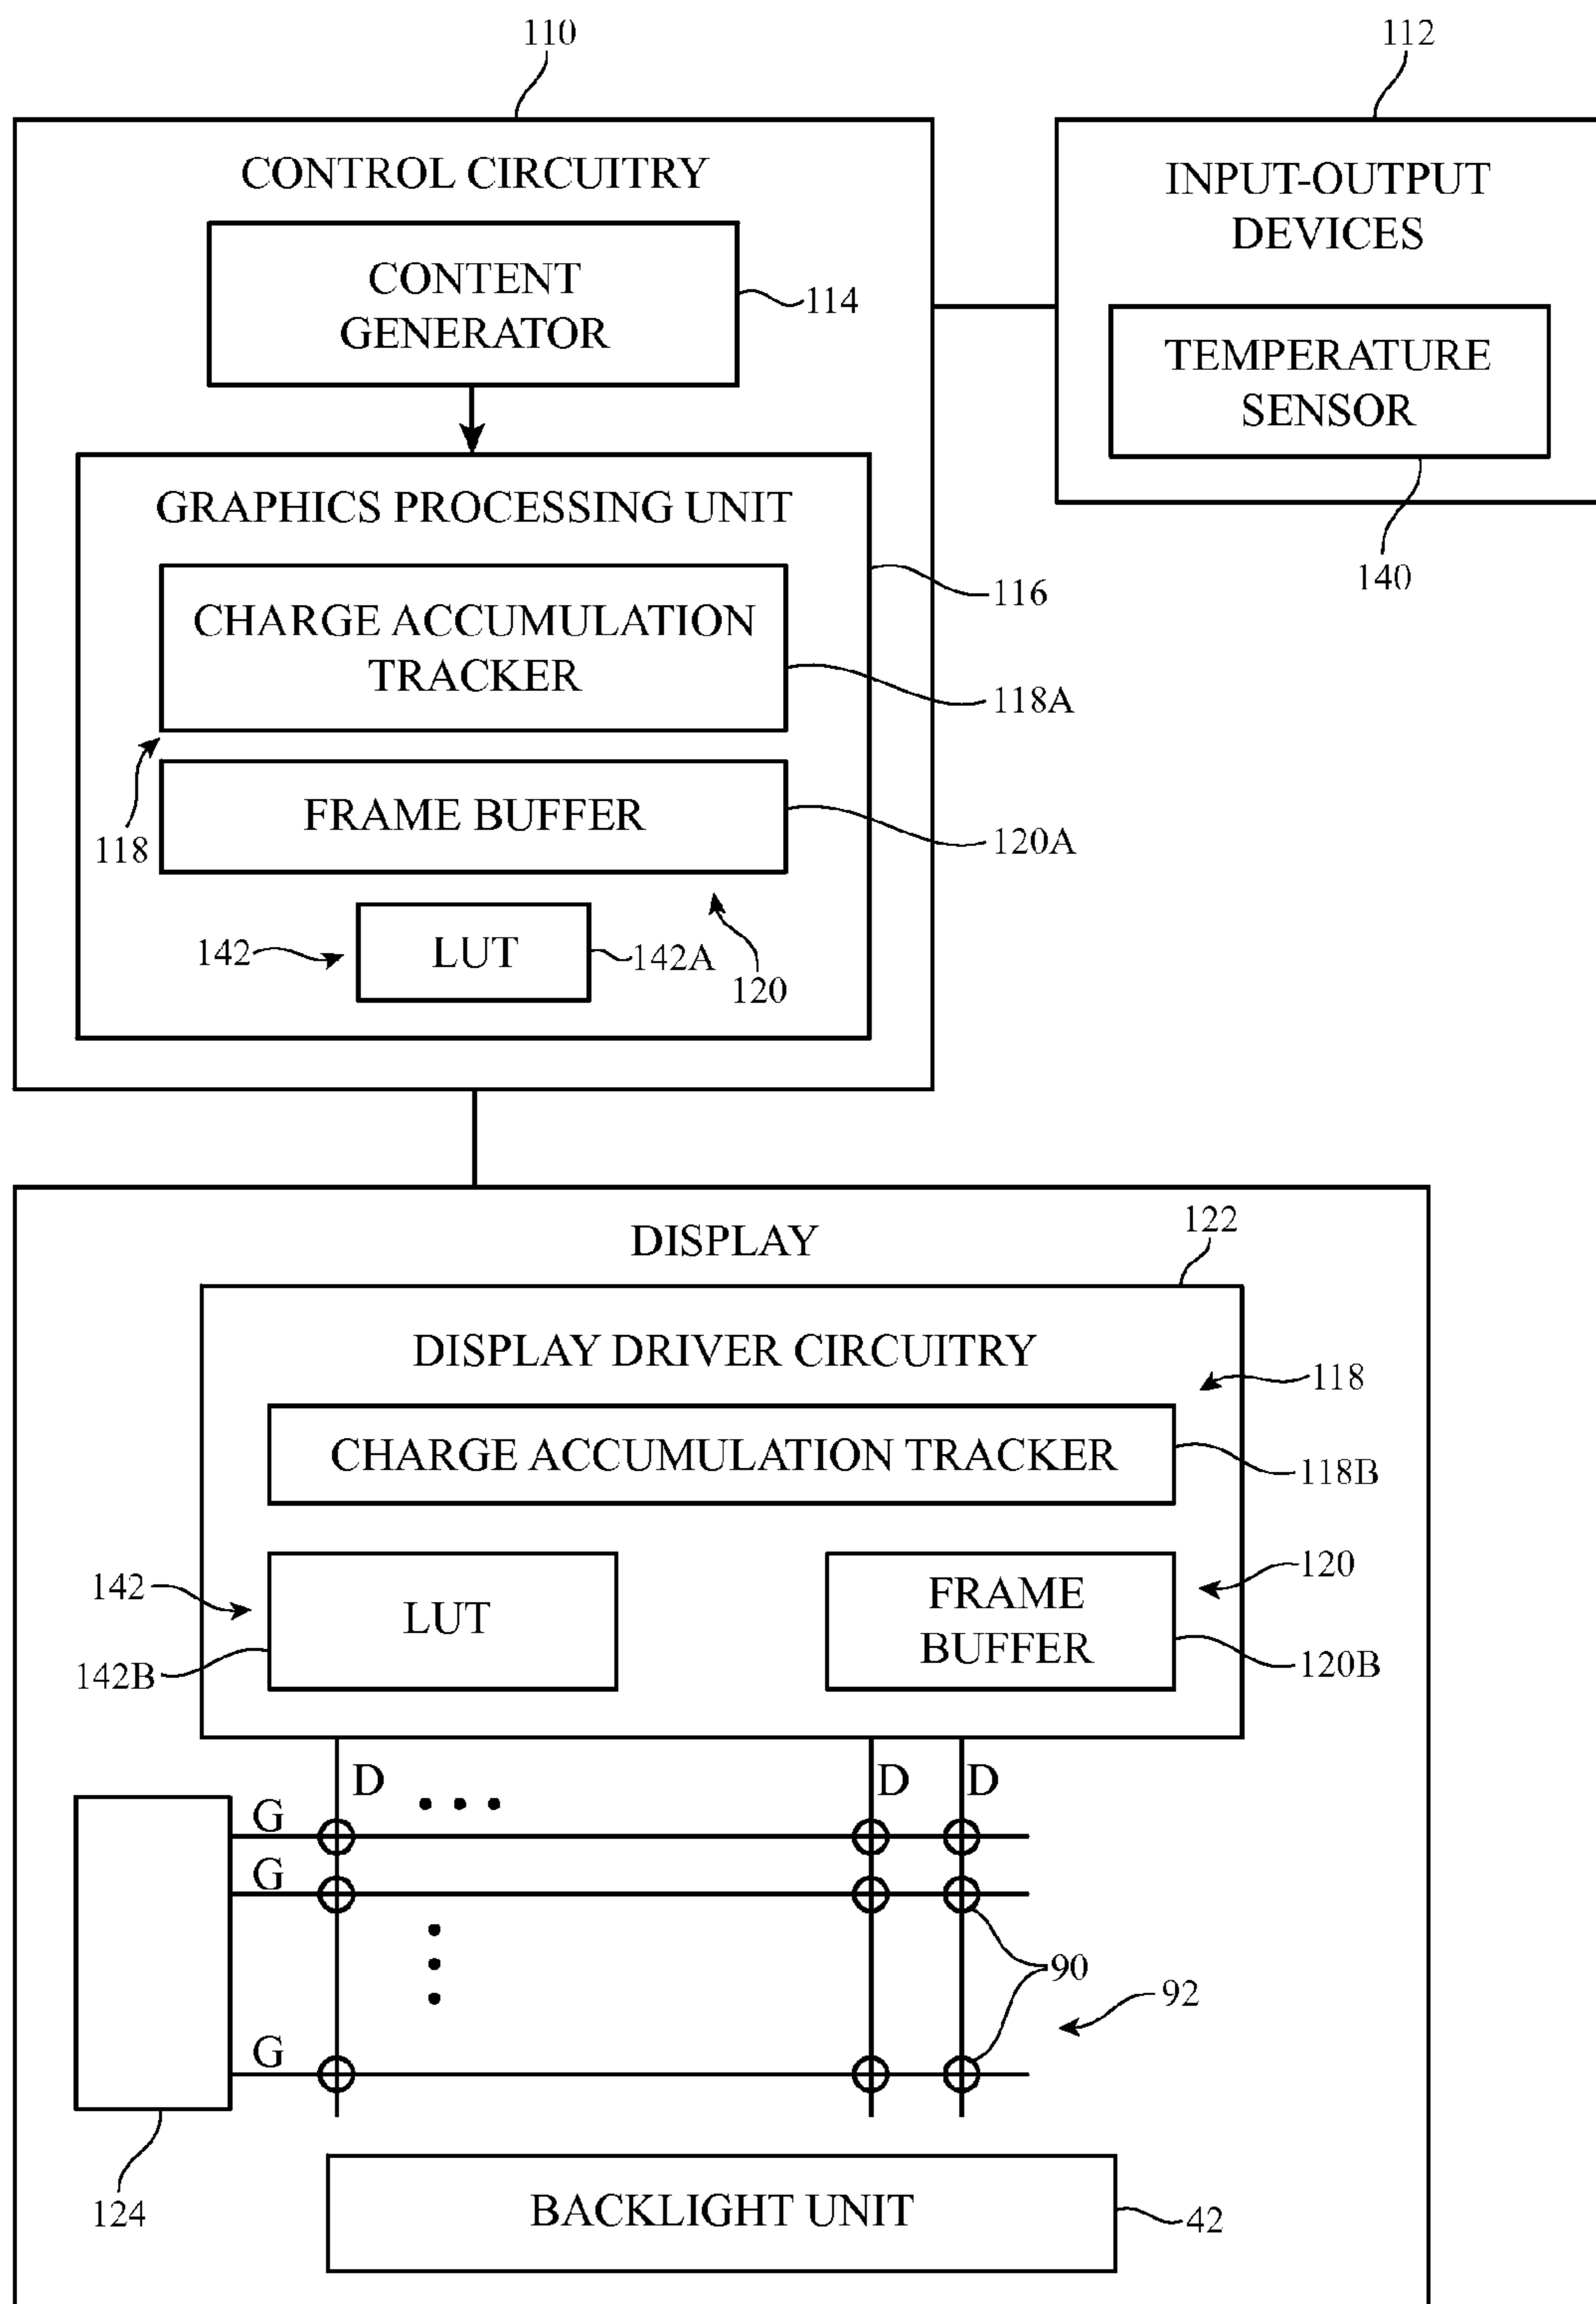 110
112
CONTROL CIRCUITRY
CONTENT
GENERATOR
114
INPUT-OUTPUT
DEVICES
TEMPERATURE
SENSOR
140
GRAPHICS PROCESSING UNIT
116
CHARGE ACCUMULATION
TRACKER
118A
118
FRAME BUFFER
120A
142
LUT
142A
120
DISPLAY
122
DISPLAY DRIVER CIRCUITRY
118
CHARGE ACCUMULATION TRACKER
118B
142
LUT
142B
FRAME
BUFFER
120
120B
D
D
D
G
G
G
90
92
124
BACKLIGHT UNIT
42